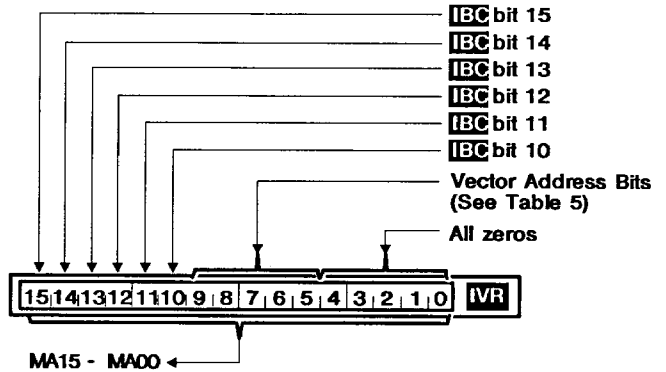 IBC bit 15
IBC bit 14
IBC bit 13
IBC bit 12
IBC bit 11
IBC bit 10
Vector Address Bits
(See Table 5)
All zeros
15 14 13 12 11 10 9 8 7 6 5 4 3 2 1 0 IVR
MA15 - MA00